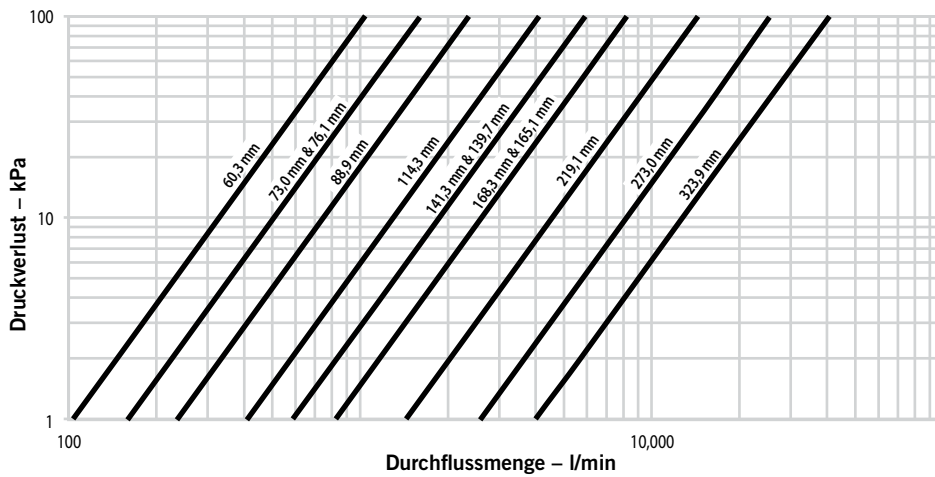 100
10
1
Druckverlust – kPa
60,3 mm
73,0 mm & 76,1 mm
88,9 mm
114,3 mm
141,3 mm & 139,7 mm
168,3 mm & 165,1 mm
219,1 mm
273,0 mm
323,9 mm
100
10,000
Durchflussmenge – l/min